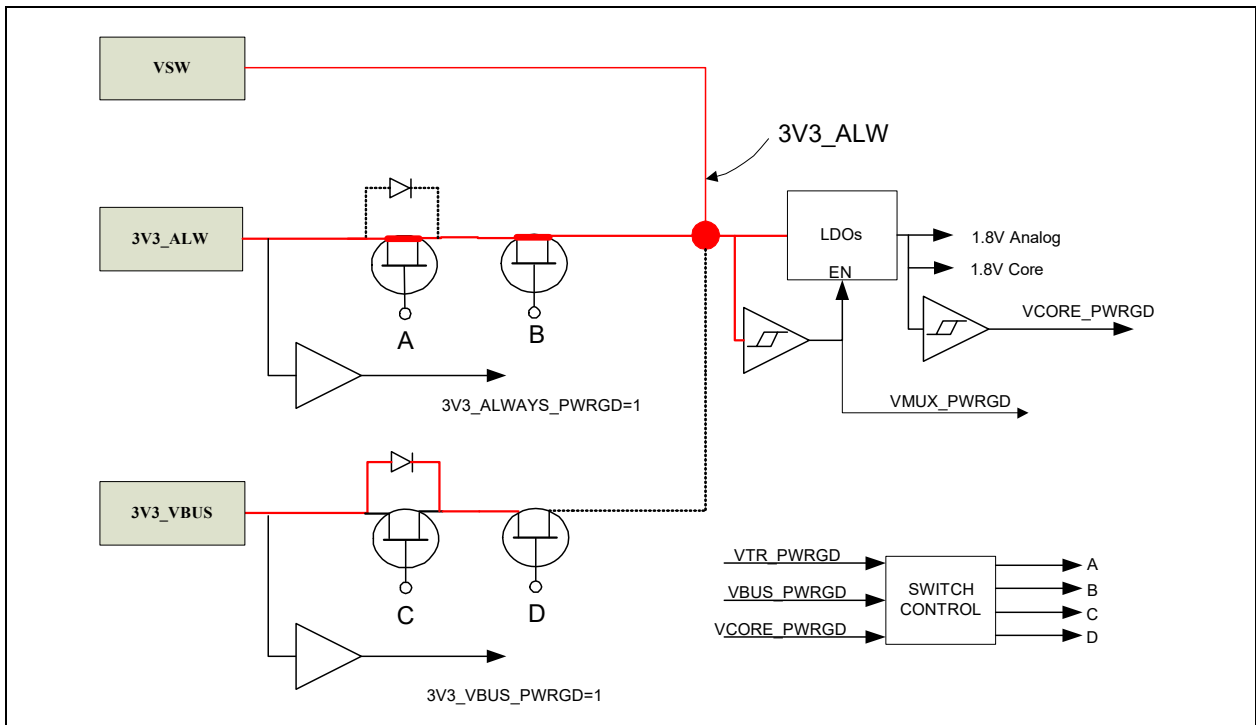 VSW
3V3_ALW
3V3_ALW
LDOs
EN
1.8V Analog
1.8V Core
A
B
VCORE_PWRGD
3V3_ALWAYS_PWRGD=1
VMUX_PWRGD
3V3_VBUS
C
D
3V3_VBUS_PWRGD=1
VTR_PWRGD
VBUS_PWRGD
VCORE_PWRGD
SWITCH
CONTROL
A
B
C
D